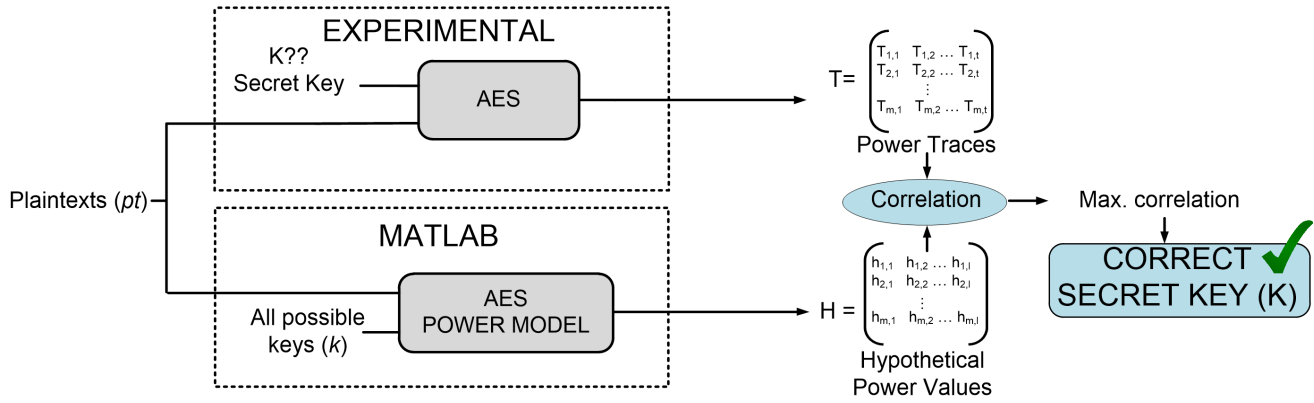 EXPERIMENTAL
K??
Secret Key
AES
Plaintexts (pt)
MATLAB
All possible
keys (k)
AES
POWER MODEL
T=
T1,1 T1,2 … T1,t
T2,1 T2,2 … T2,t
⋮
Tm,1 Tm,2 … Tm,t
Power Traces
Correlation
H =
h1,1 h1,2 … h1,l
h2,1 h2,2 … h2,l
⋮
hm,1 hm,2 … hm,l
Hypothetical
Power Values
Max. correlation
CORRECT
SECRET KEY (K)